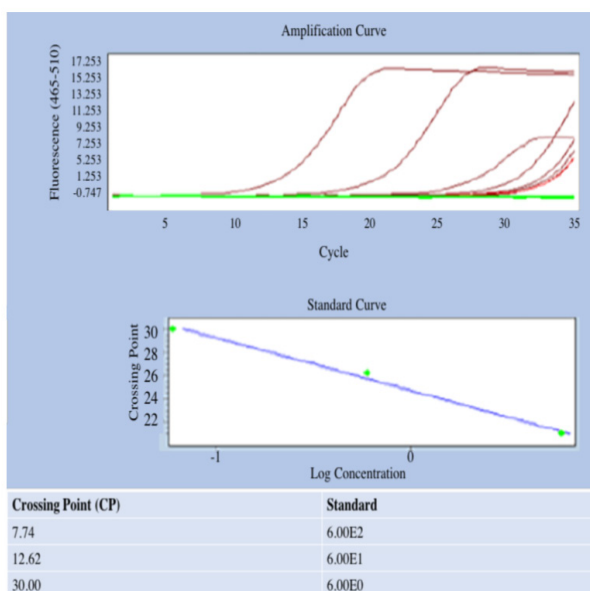 Amplification Curve
Fluorescence (465-510)
17.253
15.253
13.253
11.253
9.253
7.253
5.253
1.253
-0.747
5 10 15 20 25 30 35
Cycle
Standard Curve
Crossing Point
30
28
26
24
22
-1 0
Log Concentration
Crossing Point (CP) Standard
7.74 6.00E2
12.62 6.00E1
30.00 6.00E0